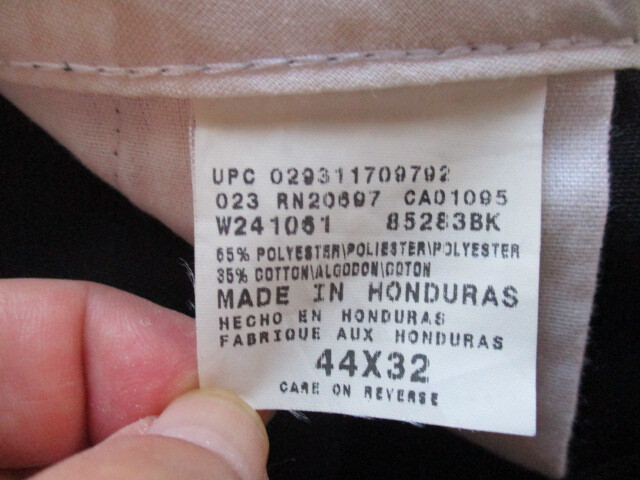 UPC 029311709792
023 RN20697 CA01095
W241061 85283BK
65% POLYESTER\POLIESTER\POLYESTER
35% COTTON\ALGODON\COTON
MADE IN HONDURAS
HECHO EN HONDURAS
FABRIQUE AUX HONDURAS
44X32
CARE ON REVERSE